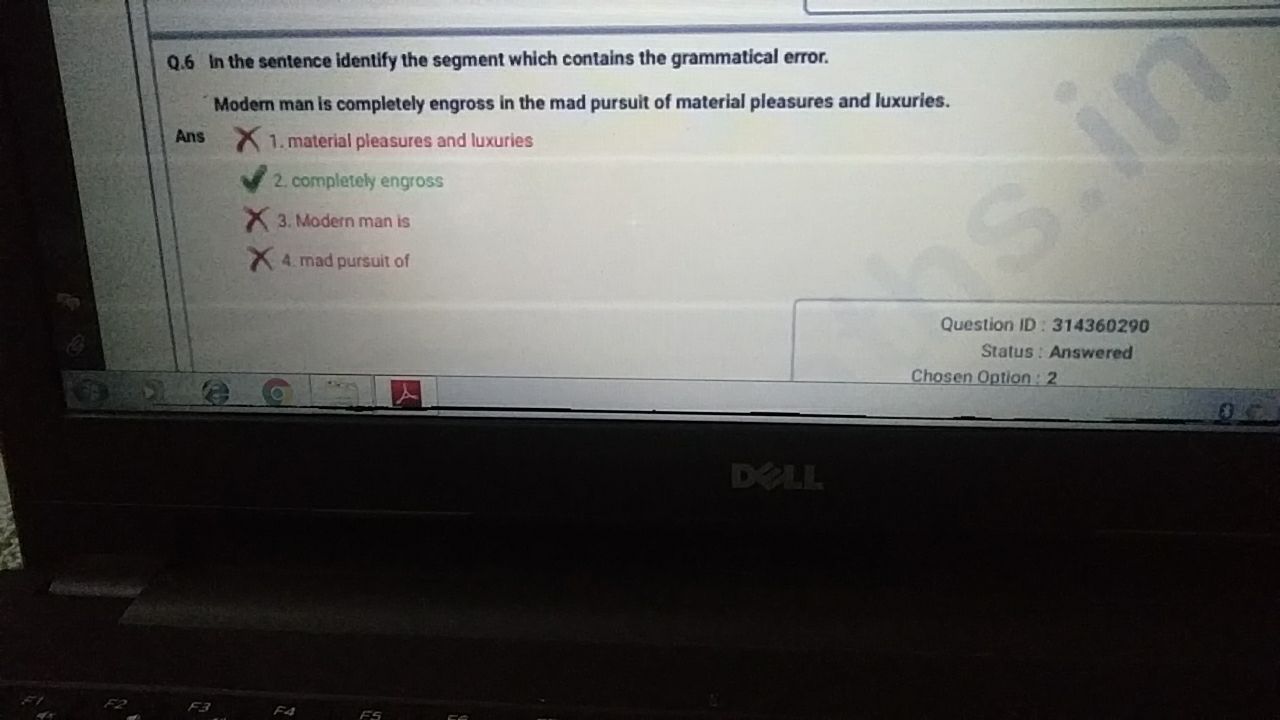 Q.6 In the sentence identify the segment which contains the grammatical error.
Modern man is completely engross in the mad pursuit of material pleasures and luxuries.
Ans 1. material pleasures and luxuries
2. completely engross
3. Modern man is
4. mad pursuit of
hs.in
Question ID : 314360290
Status : Answered
Chosen Option : 2
DELL
F1 F2 F3 F4 F5